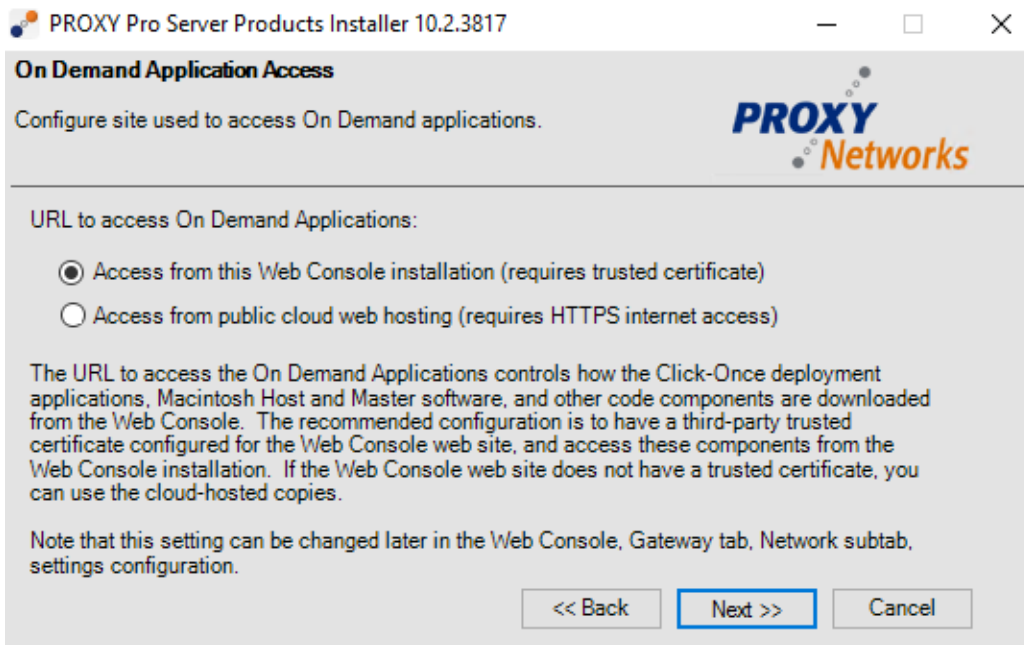 PROXY Pro Server Products Installer 10.2.3817
On Demand Application Access
Configure site used to access On Demand applications.
PROXY
Networks
URL to access On Demand Applications:
Access from this Web Console installation (requires trusted certificate)
Access from public cloud web hosting (requires HTTPS internet access)
The URL to access the On Demand Applications controls how the Click-Once deployment
applications, Macintosh Host and Master software, and other code components are downloaded
from the Web Console.  The recommended configuration is to have a third-party trusted
certificate configured for the Web Console web site, and access these components from the
Web Console installation.  If the Web Console web site does not have a trusted certificate, you
can use the cloud-hosted copies.
Note that this setting can be changed later in the Web Console, Gateway tab, Network subtab,
settings configuration.
<< Back Next >> Cancel